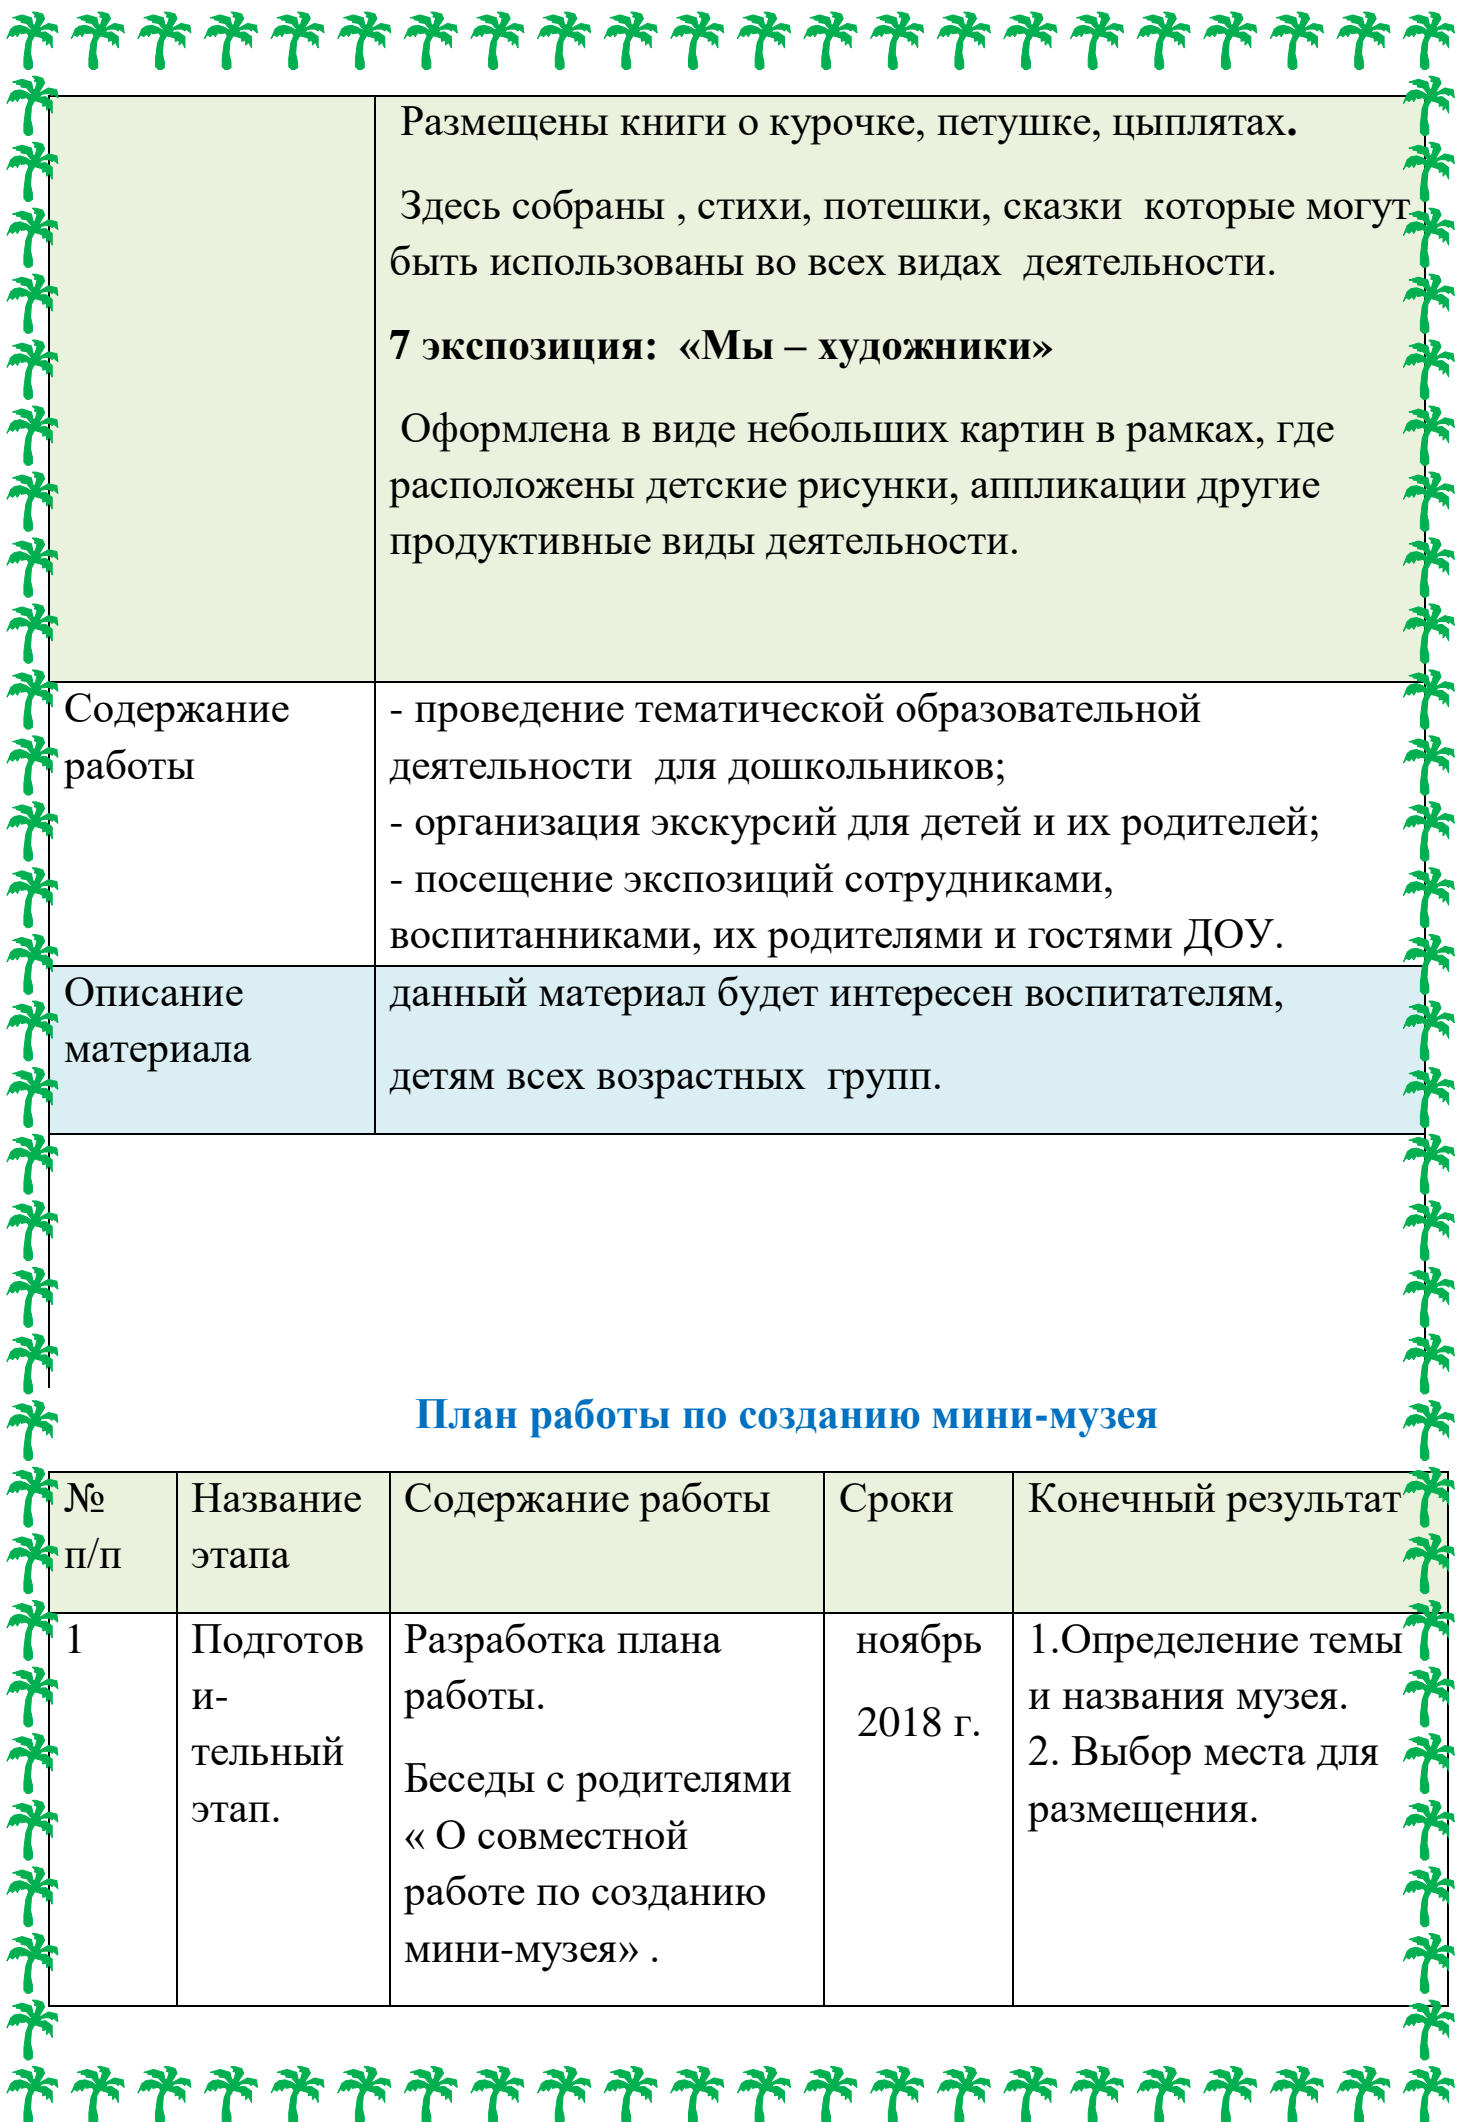 Размещены книги о курочке, петушке, цыплятах.
Здесь собраны , стихи, потешки, сказки  которые могут
быть использованы во всех видах  деятельности.
7 экспозиция:  «Мы – художники»
Оформлена в виде небольших картин в рамках, где
расположены детские рисунки, аппликации другие
продуктивные виды деятельности.
Содержание
работы
- проведение тематической образовательной
деятельности  для дошкольников;
- организация экскурсий для детей и их родителей;
- посещение экспозиций сотрудниками,
воспитанниками, их родителями и гостями ДОУ.
Описание
материала
данный материал будет интересен воспитателям,
детям всех возрастных  групп.
План работы по созданию мини-музея
№
п/п
Название
этапа
Содержание работы
Сроки
Конечный результат
1
Подготов
и-
тельный
этап.
Разработка плана
работы.
Беседы с родителями
« О совместной
работе по созданию
мини-музея» .
ноябрь
2018 г.
1.Определение темы
и названия музея.
2. Выбор места для
размещения.